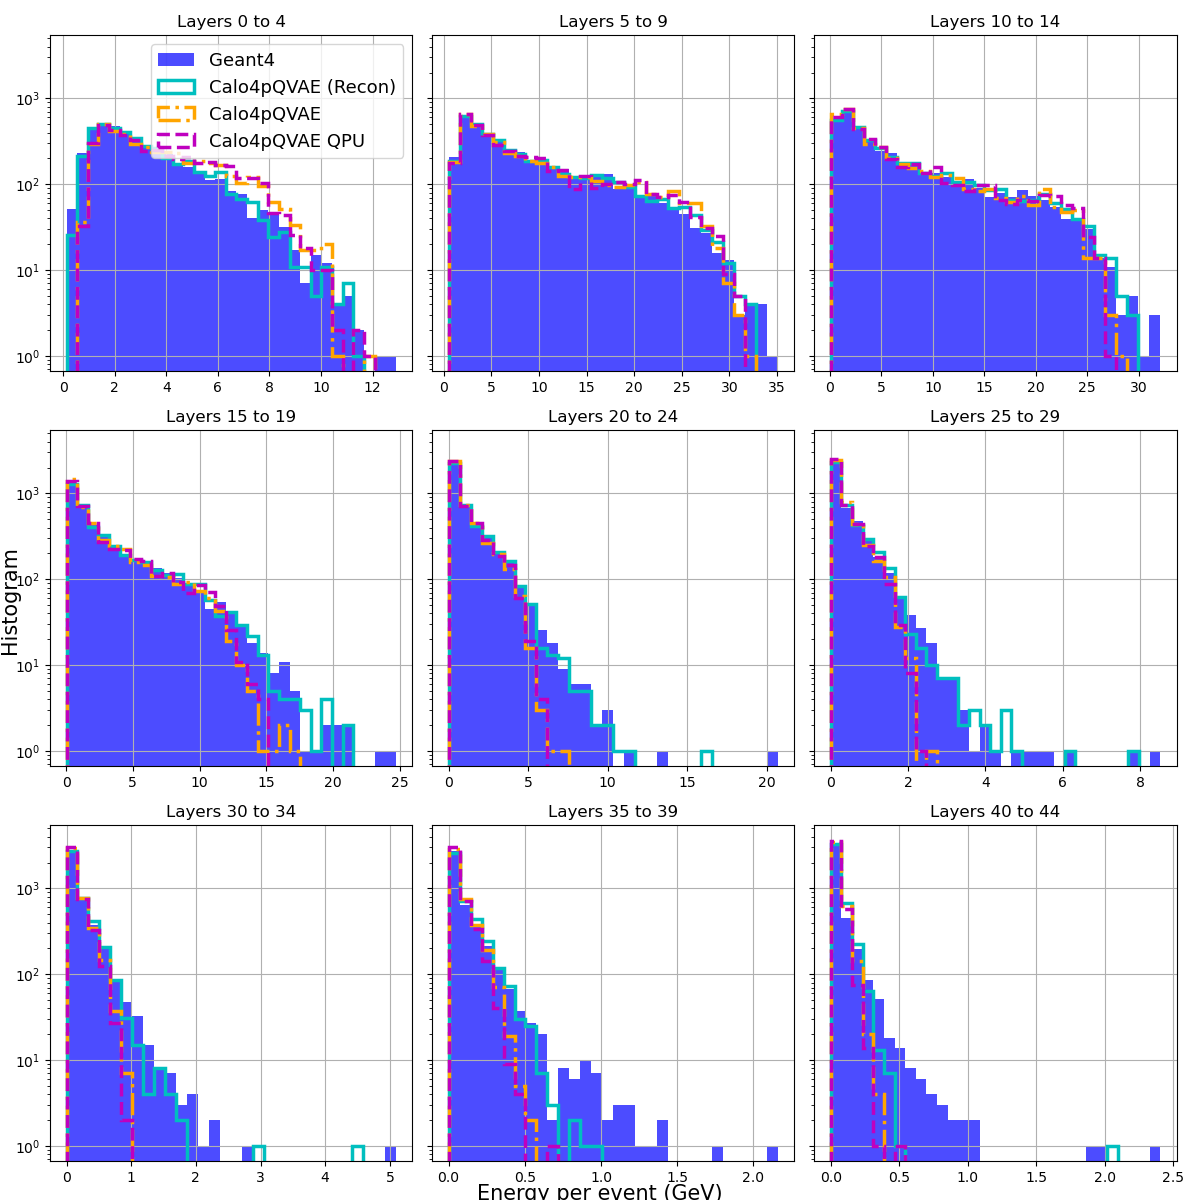 Layers 0 to 4
Layers 5 to 9
Layers 10 to 14
Geant4
Calo4pQVAE (Recon)
Calo4pQVAE
Calo4pQVAE QPU
10³
10²
10¹
10⁰
0 2 4 6 8 10 12
0 5 10 15 20 25 30 35
0 5 10 15 20 25 30
Layers 15 to 19
Layers 20 to 24
Layers 25 to 29
10³
10²
10¹
10⁰
0 5 10 15 20 25
0 5 10 15 20
0 2 4 6 8
Histogram
Layers 30 to 34
Layers 35 to 39
Layers 40 to 44
10³
10²
10¹
10⁰
0 1 2 3 4 5
0.0 0.5 1.0 1.5 2.0
0.0 0.5 1.0 1.5 2.0 2.5
Energy per event (GeV)